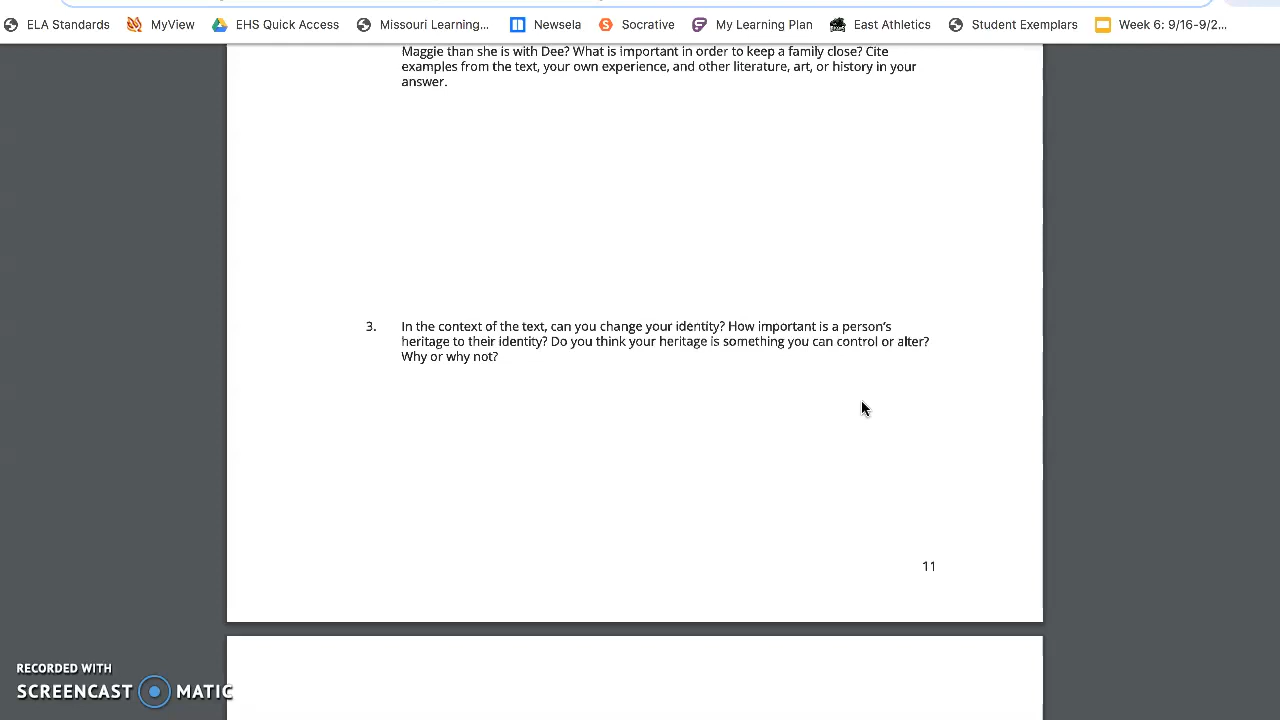 ELA Standards MyView EHS Quick Access Missouri Learning... Newsela Socrative My Learning Plan East Athletics Student Exemplars Week 6: 9/16-9/2...
Maggie than she is with Dee? What is important in order to keep a family close? Cite
examples from the text, your own experience, and other literature, art, or history in your
answer.
3. In the context of the text, can you change your identity? How important is a person's
heritage to their identity? Do you think your heritage is something you can control or alter?
Why or why not?
11
RECORDED WITH
SCREENCAST MATIC